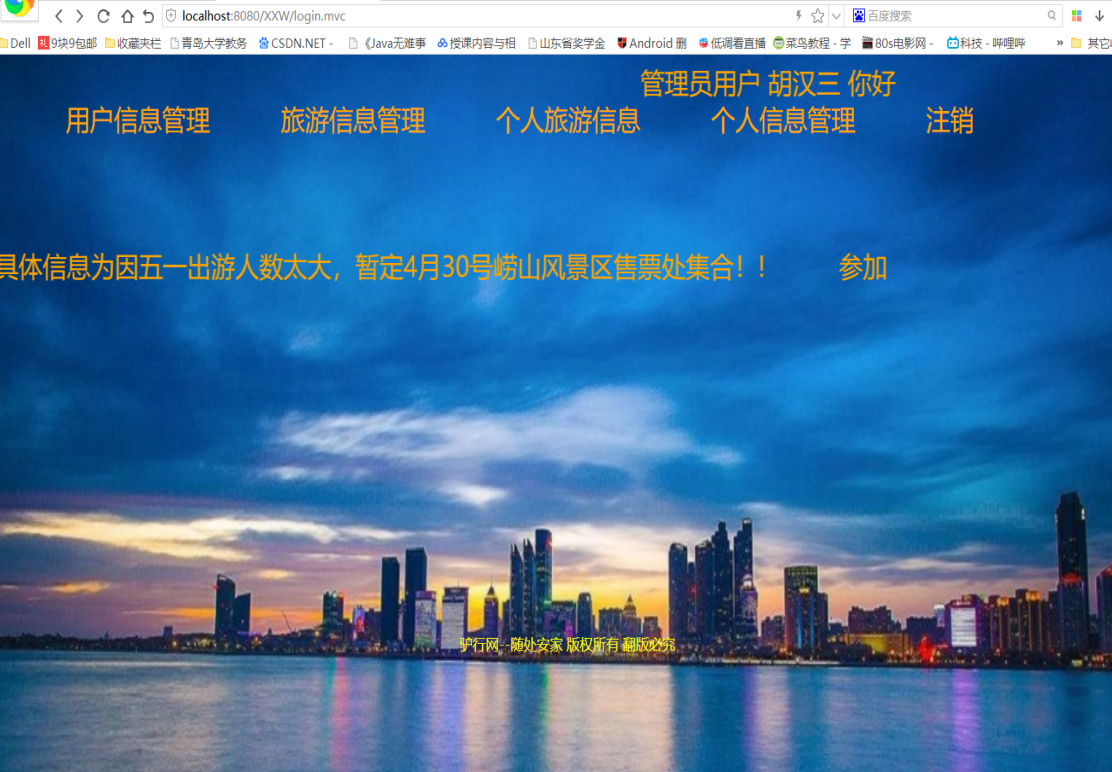 localhost:8080/XXW/login.mvc
百度搜索
Dell 礼 9块9包邮 收藏夹栏 青岛大学教务 CSDN.NET - 《Java无难事 授课内容与相 山东省奖学金 Android 删 低调看直播 菜鸟教程 - 学 80s电影网 - 科技 - 哔哩哔 » 其它
管理员用户 胡汉三 你好
用户信息管理 旅游信息管理 个人旅游信息 个人信息管理 注销
具体信息为因五一出游人数太大，暂定4月30号崂山风景区售票处集合！！ 参加
驴行网--随处安家 版权所有 翻版必究